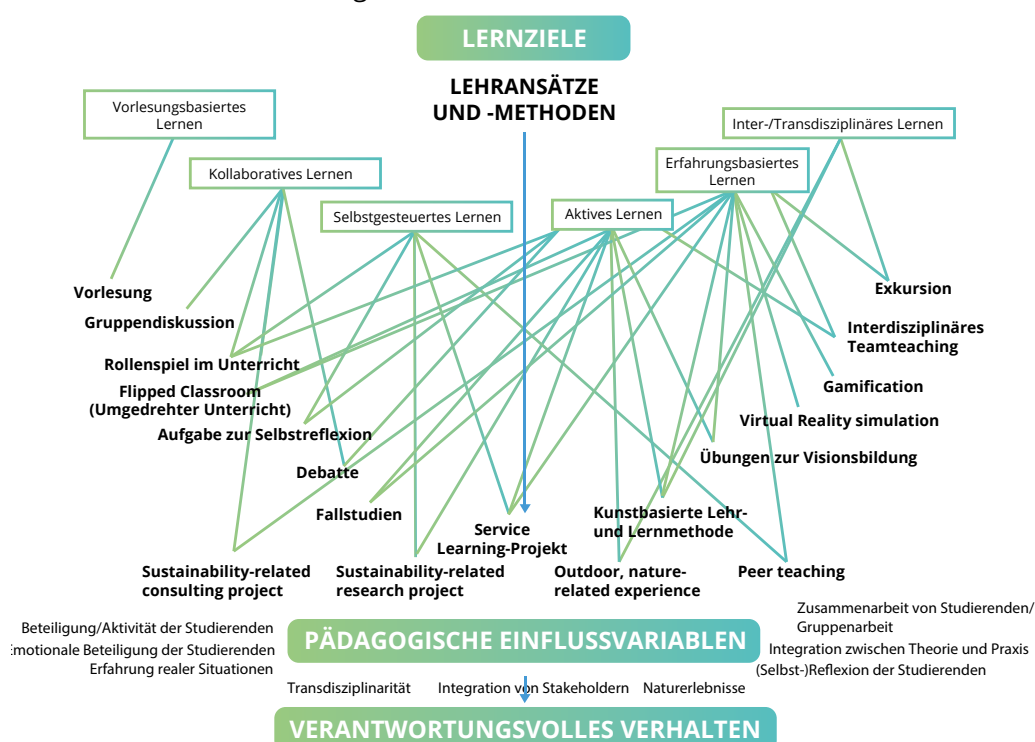 LERNZIELE
LEHRANSÄTZE
UND -METHODEN
Vorlesungsbasiertes
Lernen
Inter-/Transdisziplinäres Lernen
Kollaboratives Lernen
Erfahrungsbasiertes
Lernen
Selbstgesteuertes Lernen
Aktives Lernen
Vorlesung
Exkursion
Gruppendiskussion
Interdisziplinäres
Teamteaching
Rollenspiel im Unterricht
Flipped Classroom
(Umgedrehter Unterricht)
Gamification
Virtual Reality simulation
Aufgabe zur Selbstreflexion
Übungen zur Visionsbildung
Debatte
Fallstudien
Service
Learning-Projekt
Kunstbasierte Lehr-
und Lernmethode
Sustainability-related
consulting project
Sustainability-related
research project
Outdoor, nature-
related experience
Peer teaching
Beteiligung/Aktivität der Studierenden
Emotionale Beteiligung der Studierenden
Erfahrung realer Situationen
PÄDAGOGISCHE EINFLUSSVARIABLEN
Zusammenarbeit von Studierenden/
Gruppenarbeit
Integration zwischen Theorie und Praxis
(Selbst-)Reflexion der Studierenden
Transdisziplinarität
Integration von Stakeholdern
Naturerlebnisse
VERANTWORTUNGSVOLLES VERHALTEN